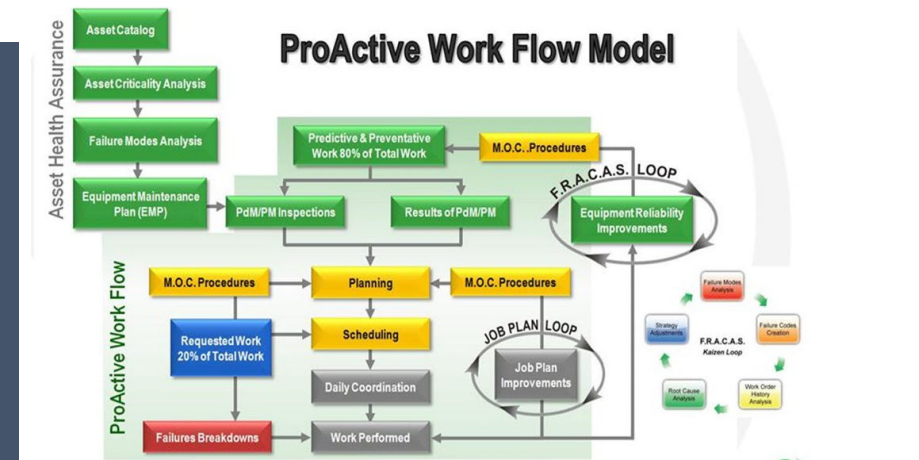 ProActive Work Flow Model
Asset Health Assurance
Asset Catalog
Asset Criticality Analysis
Failure Modes Analysis
Equipment Maintenance
Plan (EMP)
Predictive & Preventative
Work 80% of Total Work
M.O.C. .Procedures
F.R.A.C.A.S. LOOP
PdM/PM Inspections
Results of PdM/PM
Equipment Reliability
Improvements
ProActive Work Flow
M.O.C. Procedures
Planning
M.O.C. Procedures
Requested Work
20% of Total Work
Scheduling
JOB PLAN LOOP
Job Plan
Improvements
Daily Coordination
Failures Breakdowns
Work Performed
Failure Modes
Analysis
Strategy
Adjustments
F.R.A.C.A.S.
Kaizen Loop
Failure Codes
Creation
Root Cause
Analysis
Work Order
History
Analysis